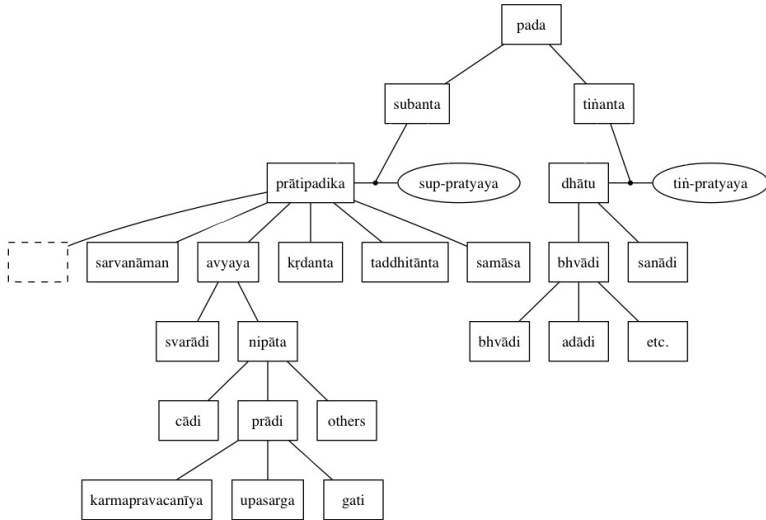 pada
subanta
tiṅanta
prātipadika
sup-pratyaya
dhātu
tiṅ-pratyaya
sarvanāman
avyaya
kṛdanta
taddhitānta
samāsa
bhvādi
sanādi
svarādi
nipāta
bhvādi
adādi
etc.
cādi
prādi
others
karmapravacanīya
upasarga
gati